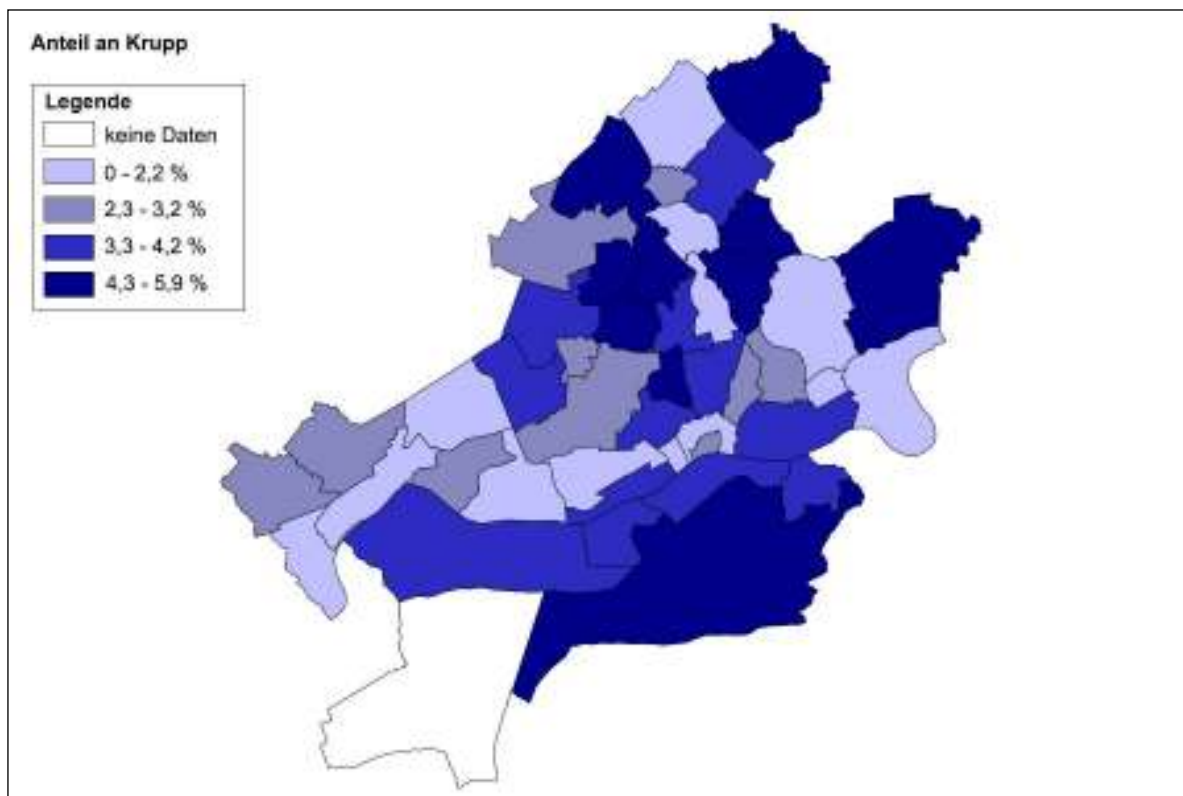 Anteil an Krupp
Legende
keine Daten
0 - 2,2 %
2,3 - 3,2 %
3,3 - 4,2 %
4,3 - 5,9 %